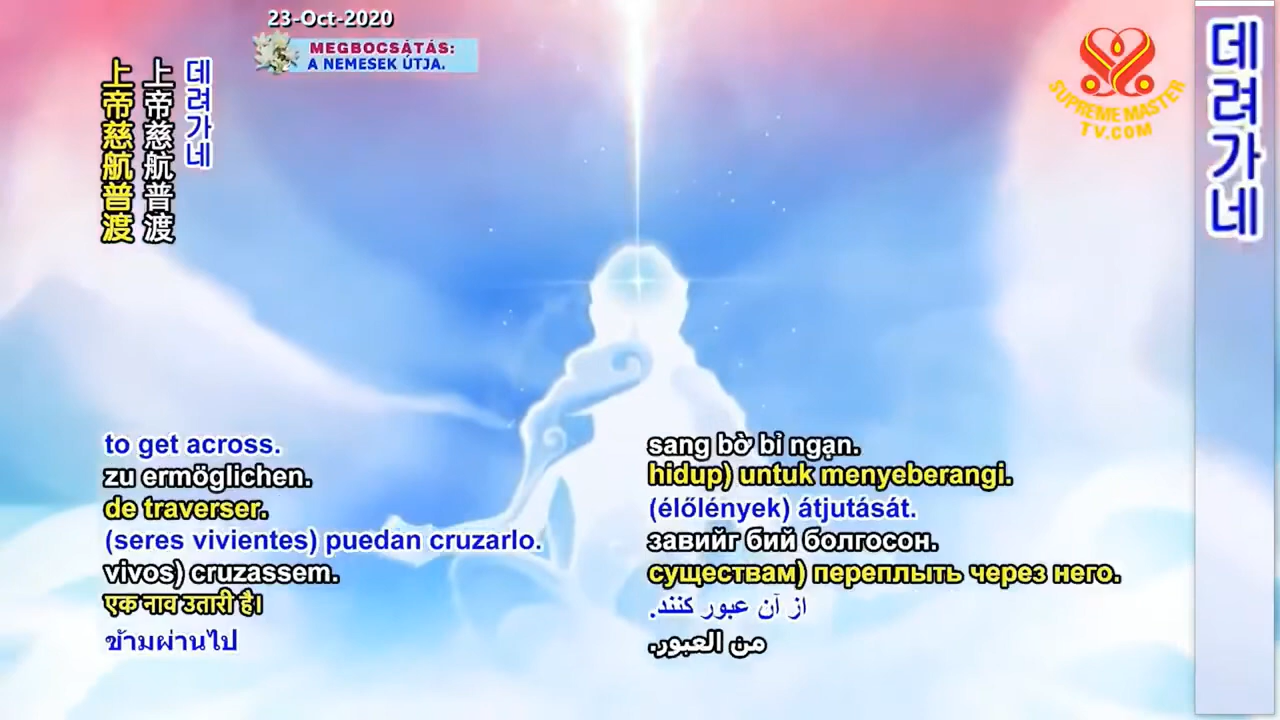 23-Oct-2020
MEGBOCSÁTÁS:
A NEMESEK ÚTJA.
SUPREME MASTER
TV.COM
데려가네
데려가네
上帝慈航普渡
上帝慈航普渡
to get across.
zu ermöglichen.
de traverser.
(seres vivientes) puedan cruzarlo.
vivos) cruzassem.
एक नाव उतारी है।
ข้ามผ่านไป
sang bờ bỉ ngạn.
hidup) untuk menyeberangi.
(élőlények) átjutását.
завийг бий болгосон.
существам) переплыть через него.
از آن عبور کنند.
من العبور.